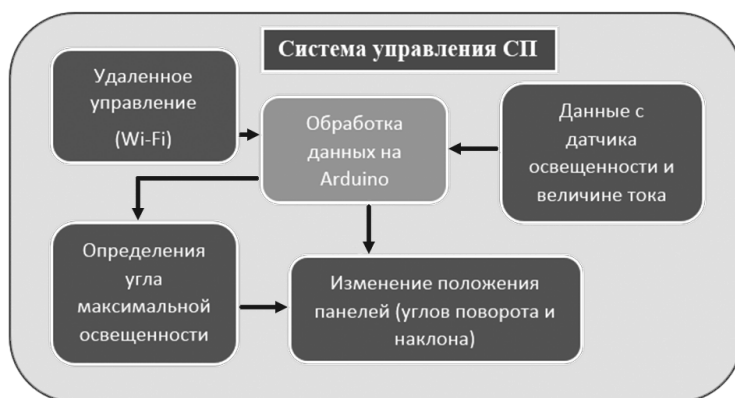 Система управления СП
Удаленное
управление
(Wi-Fi)
Обработка
данных на
Arduino
Данные с
датчика
освещенности и
величине тока
Определения
угла
максимальной
освещенности
Изменение положения
панелей (углов поворота и
наклона)